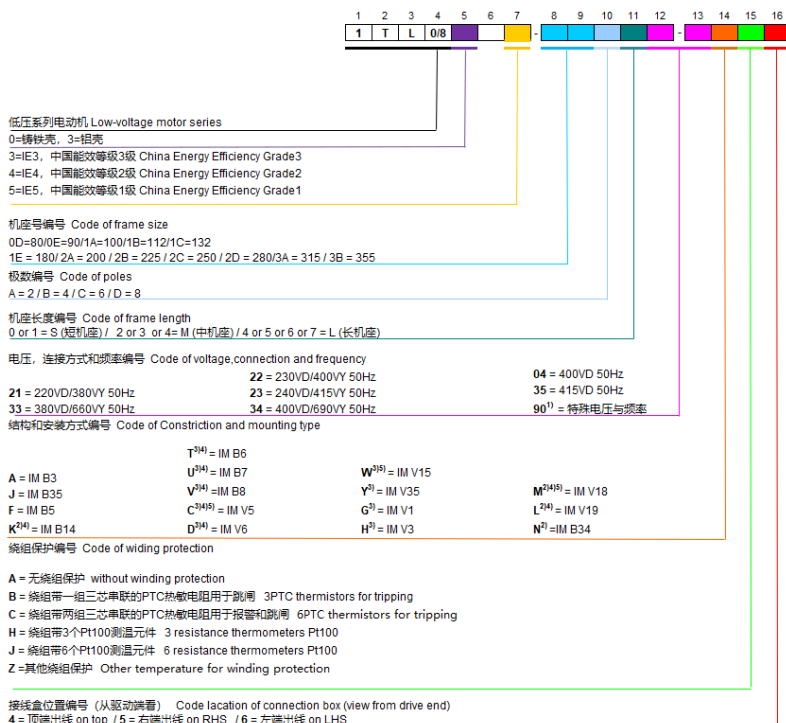 1 2 3 4 5 6 7 8 9 10 11 12 13 14 15 16
1 T L 0/8 - -
低压系列电动机 Low-voltage motor series
0=铸铁壳，3=铝壳
3=IE3，中国能效等级3级 China Energy Efficiency Grade3
4=IE4，中国能效等级2级 China Energy Efficiency Grade2
5=IE5，中国能效等级1级 China Energy Efficiency Grade1
机座号编号 Code of frame size
0D=80/0E=90/1A=100/1B=112/1C=132
1E = 180/ 2A = 200 / 2B = 225 / 2C = 250 / 2D = 280/3A = 315 / 3B = 355
极数编号 Code of poles
A = 2 / B = 4 / C = 6 / D = 8
机座长度编号 Code of frame length
0 or 1 = S (短机座) / 2 or 3 or 4= M (中机座) / 4 or 5 or 6 or 7 = L (长机座)
电压，连接方式和频率编号 Code of voltage,connection and frequency
22 = 230VD/400VY 50Hz 04 = 400VD 50Hz
21 = 220VD/380VY 50Hz 23 = 240VD/415VY 50Hz 35 = 415VD 50Hz
33 = 380VD/660VY 50Hz 34 = 400VD/690VY 50Hz 90¹⁾ = 特殊电压与频率
结构和安装方式编号 Code of Constriction and mounting type
T³⁾⁴⁾ = IM B6
A = IM B3 U³⁾⁴⁾ = IM B7 W³⁾⁵⁾ = IM V15
J = IM B35 V³⁾⁴⁾ =IM B8 Y³⁾ = IM V35 M²⁾⁴⁾⁵⁾ = IM V18
F = IM B5 C³⁾⁴⁾⁵⁾ = IM V5 G³⁾ = IM V1 L²⁾⁴⁾ = IM V19
K²⁾⁴⁾ = IM B14 D³⁾⁴⁾ = IM V6 H³⁾ = IM V3 N²⁾ =IM B34
绕组保护编号 Code of widing protection
A = 无绕组保护 without winding protection
B = 绕组带一组三芯串联的PTC热敏电阻用于跳闸 3PTC thermistors for tripping
C = 绕组带两组三芯串联的PTC热敏电阻用于报警和跳闸 6PTC thermistors for tripping
H = 绕组带3个Pt100测温元件 3 resistance thermometers Pt100
J = 绕组带6个Pt100测温元件 6 resistance thermometers Pt100
Z =其他绕组保护 Other temperature for winding protection
接线盒位置编号（从驱动端看） Code lacation of connection box (view from drive end)
4 = 顶端出线 on top / 5 = 右端出线 on RHS / 6 = 左端出线 on LHS